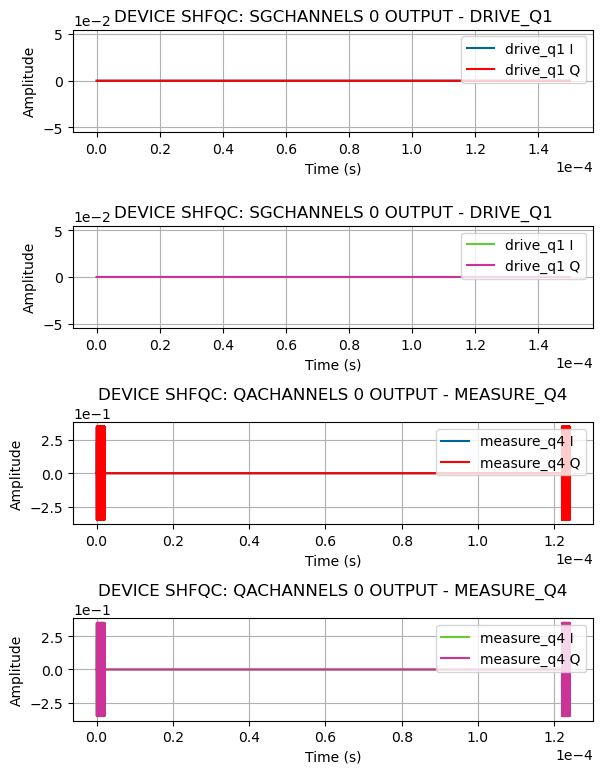 DEVICE SHFQC: SGCHANNELS 0 OUTPUT - DRIVE_Q1
1e−2
5
0
−5
Amplitude
drive_q1 I
drive_q1 Q
0.0 0.2 0.4 0.6 0.8 1.0 1.2 1.4
1e−4
Time (s)
DEVICE SHFQC: SGCHANNELS 0 OUTPUT - DRIVE_Q1
1e−2
5
0
−5
Amplitude
drive_q1 I
drive_q1 Q
0.0 0.2 0.4 0.6 0.8 1.0 1.2 1.4
1e−4
Time (s)
DEVICE SHFQC: QACHANNELS 0 OUTPUT - MEASURE_Q4
1e−1
2.5
0.0
−2.5
Amplitude
measure_q4 I
measure_q4 Q
0.0 0.2 0.4 0.6 0.8 1.0 1.2
1e−4
Time (s)
DEVICE SHFQC: QACHANNELS 0 OUTPUT - MEASURE_Q4
1e−1
2.5
0.0
−2.5
Amplitude
measure_q4 I
measure_q4 Q
0.0 0.2 0.4 0.6 0.8 1.0 1.2
1e−4
Time (s)